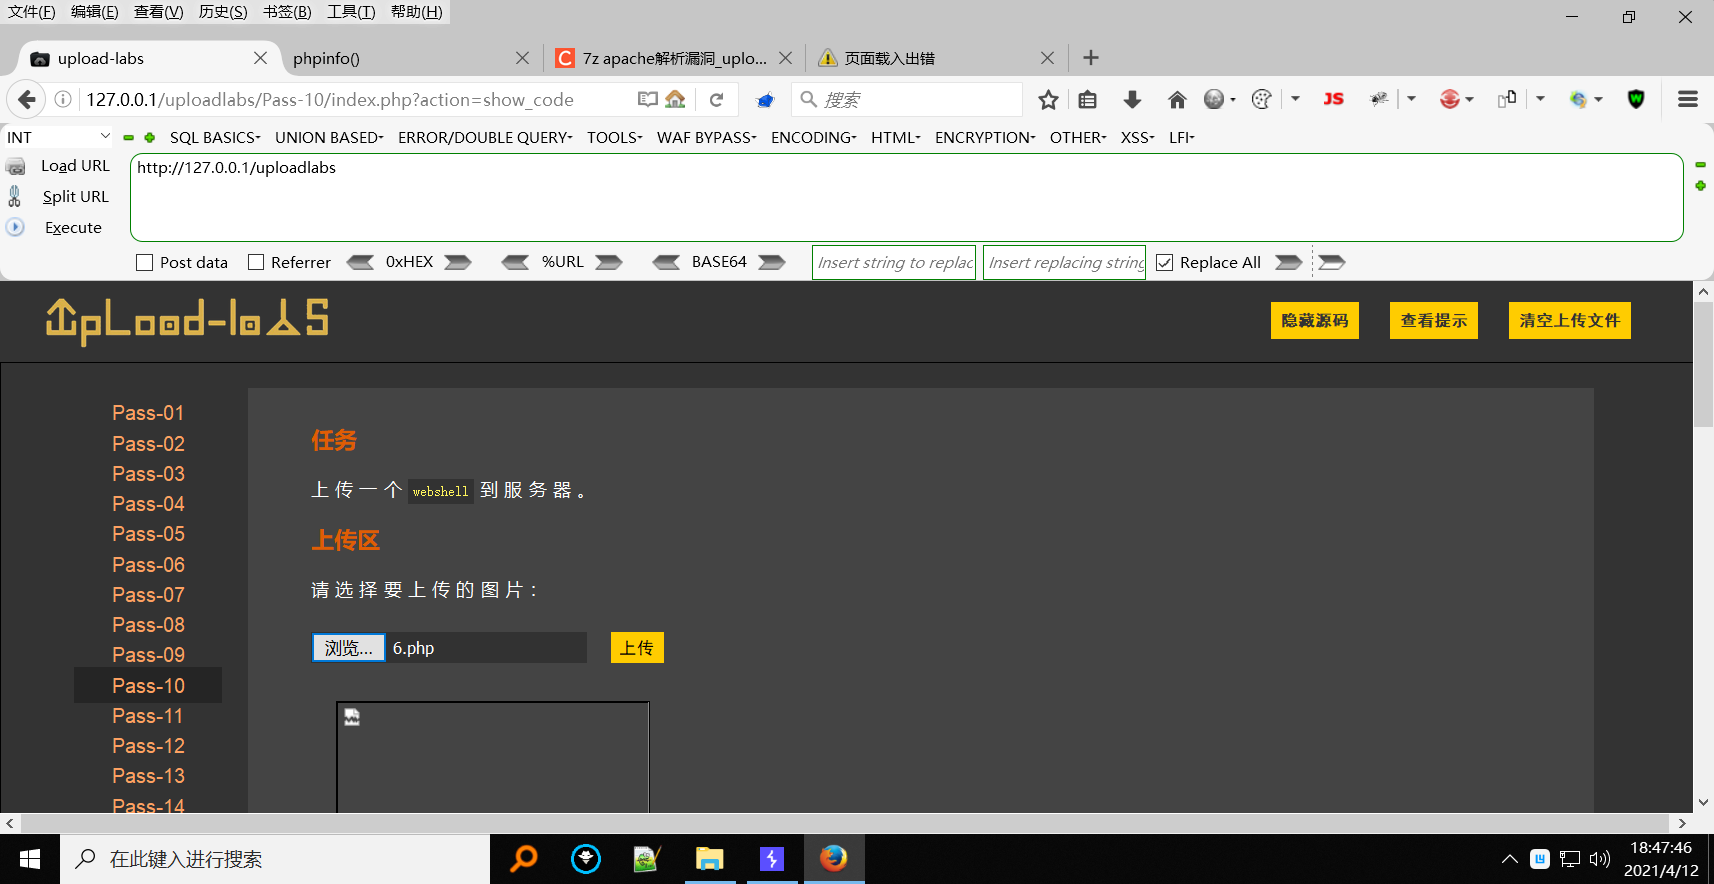 文件(F) 编辑(E) 查看(V) 历史(S) 书签(B) 工具(T) 帮助(H)
upload-labs phpinfo() 7z apache解析漏洞_uplo... 页面载入出错
127.0.0.1/uploadlabs/Pass-10/index.php?action=show_code 搜索 JS
INT SQL BASICS UNION BASED ERROR/DOUBLE QUERY TOOLS WAF BYPASS ENCODING HTML ENCRYPTION OTHER XSS LFI
Load URL http://127.0.0.1/uploadlabs
Split URL
Execute
Post data Referrer 0xHEX %URL BASE64 Insert string to replac Insert replacing string Replace All
UpLoad-labS 隐藏源码 查看提示 清空上传文件
Pass-01
Pass-02
Pass-03
Pass-04
Pass-05
Pass-06
Pass-07
Pass-08
Pass-09
Pass-10
Pass-11
Pass-12
Pass-13
Pass-14
任务
上传一个 webshell 到服务器。
上传区
请选择要上传的图片：
浏览... 6.php 上传
在此键入进行搜索
18:47:46
2021/4/12